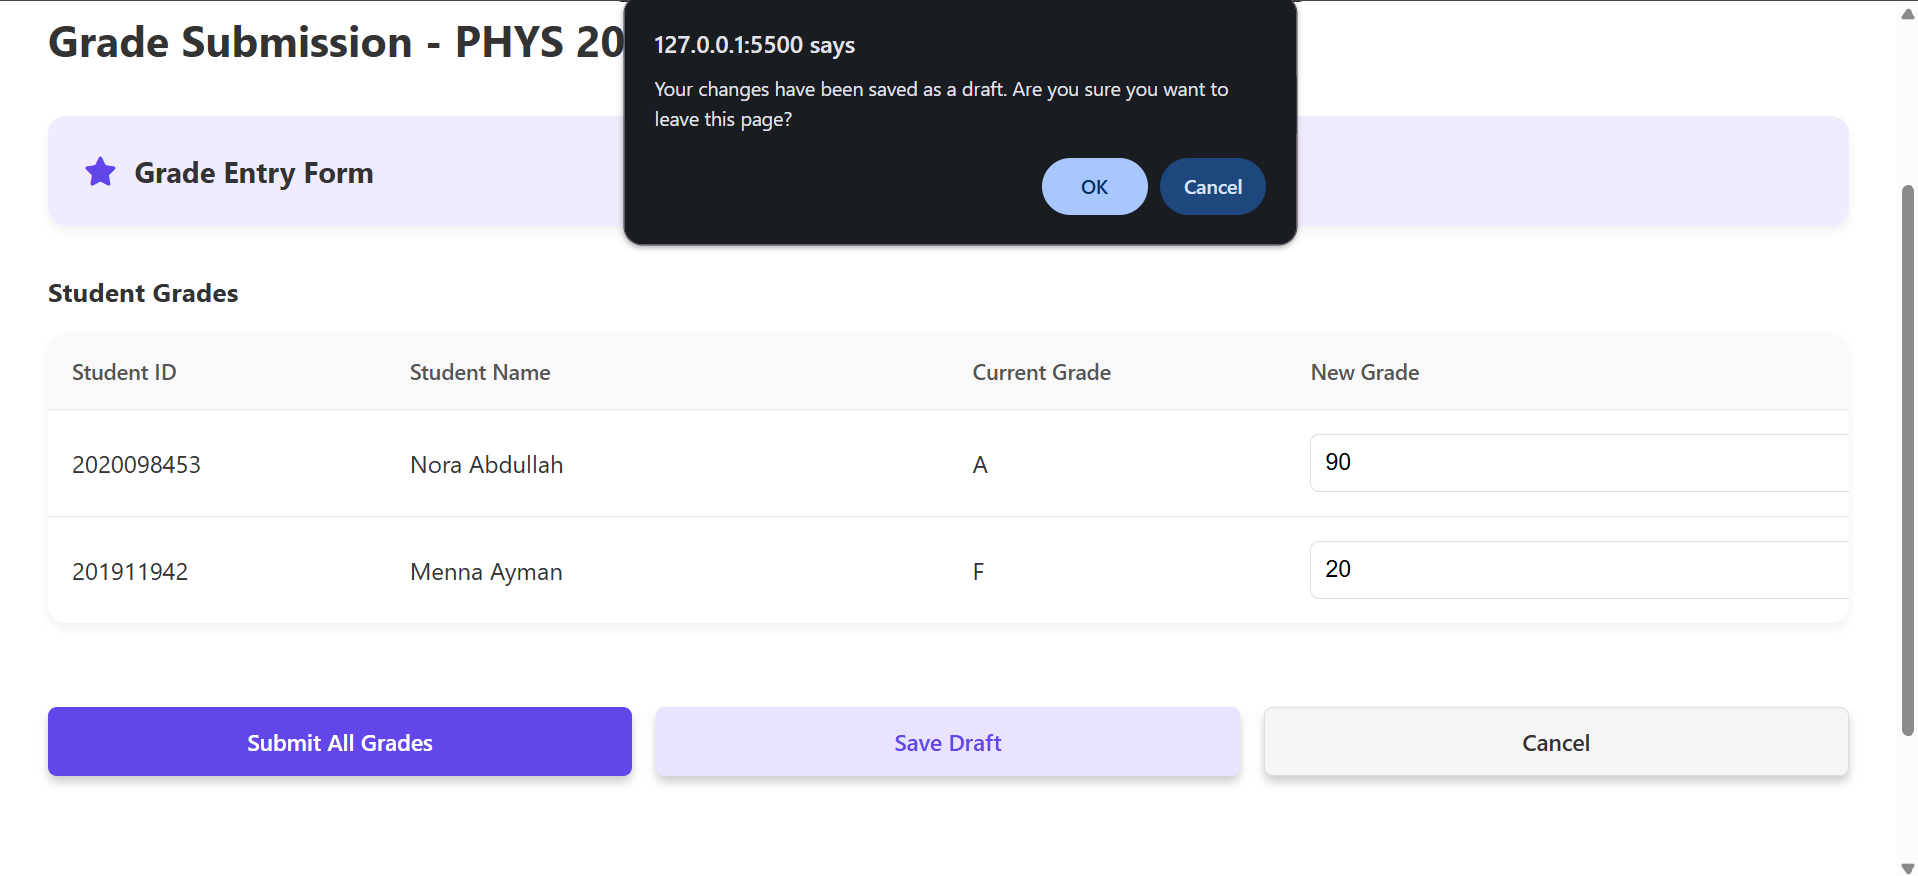 Grade Submission - PHYS 20
127.0.0.1:5500 says
Your changes have been saved as a draft. Are you sure you want to
leave this page?
OK
Cancel
Grade Entry Form
Student Grades
Student ID
Student Name
Current Grade
New Grade
2020098453
Nora Abdullah
A
90
201911942
Menna Ayman
F
20
Submit All Grades
Save Draft
Cancel